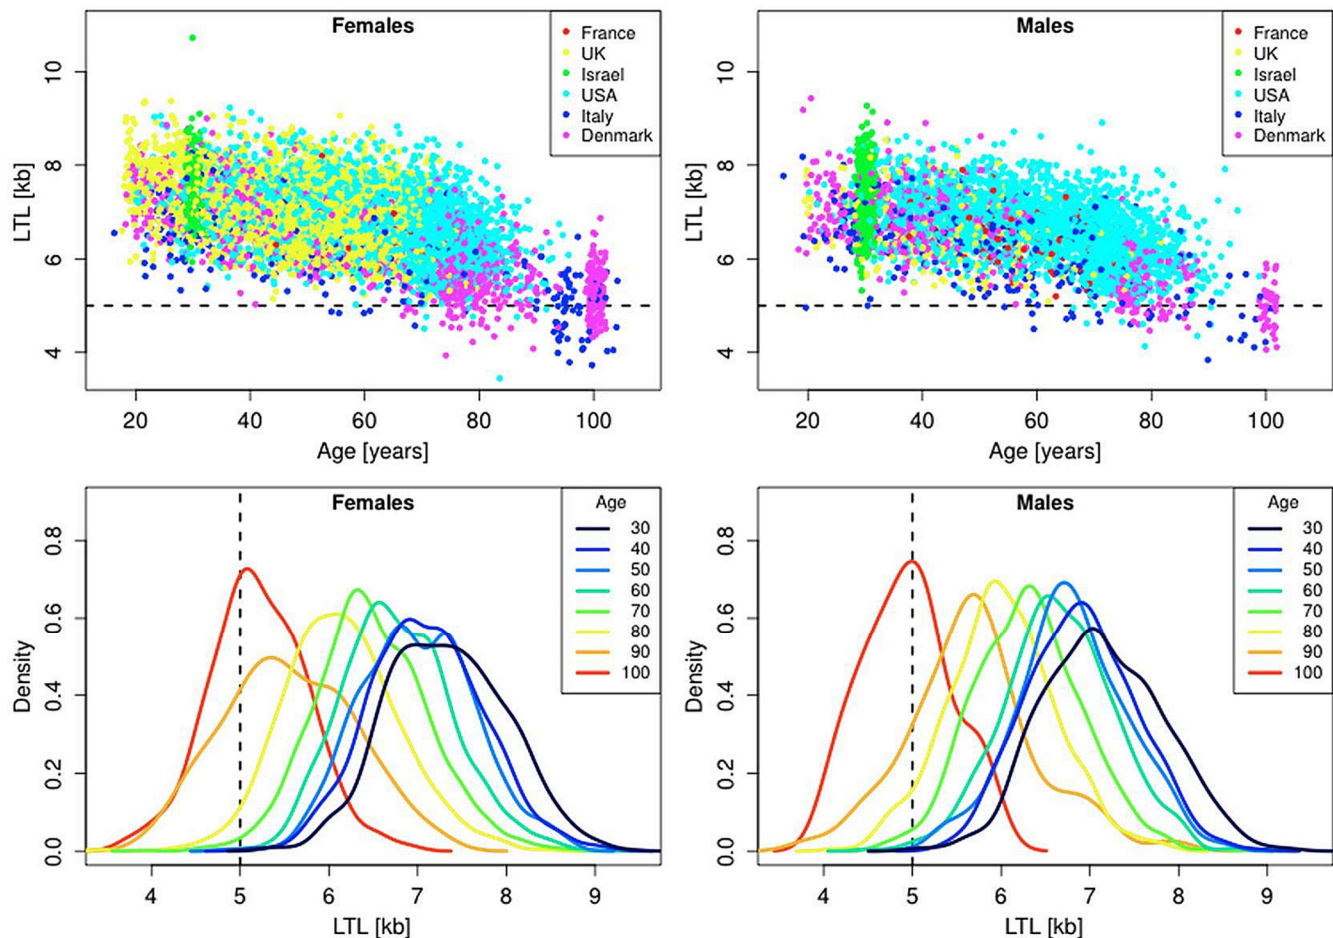 Females
France
UK
Israel
USA
Italy
Denmark
LTL [kb]
10
8
6
4
20 40 60 80 100
Age [years]
Males
France
UK
Israel
USA
Italy
Denmark
LTL [kb]
10
8
6
4
20 40 60 80 100
Age [years]
Females
Age
30
40
50
60
70
80
90
100
Density
0.8
0.6
0.4
0.2
0.0
4 5 6 7 8 9
LTL [kb]
Males
Age
30
40
50
60
70
80
90
100
Density
0.8
0.6
0.4
0.2
0.0
4 5 6 7 8 9
LTL [kb]